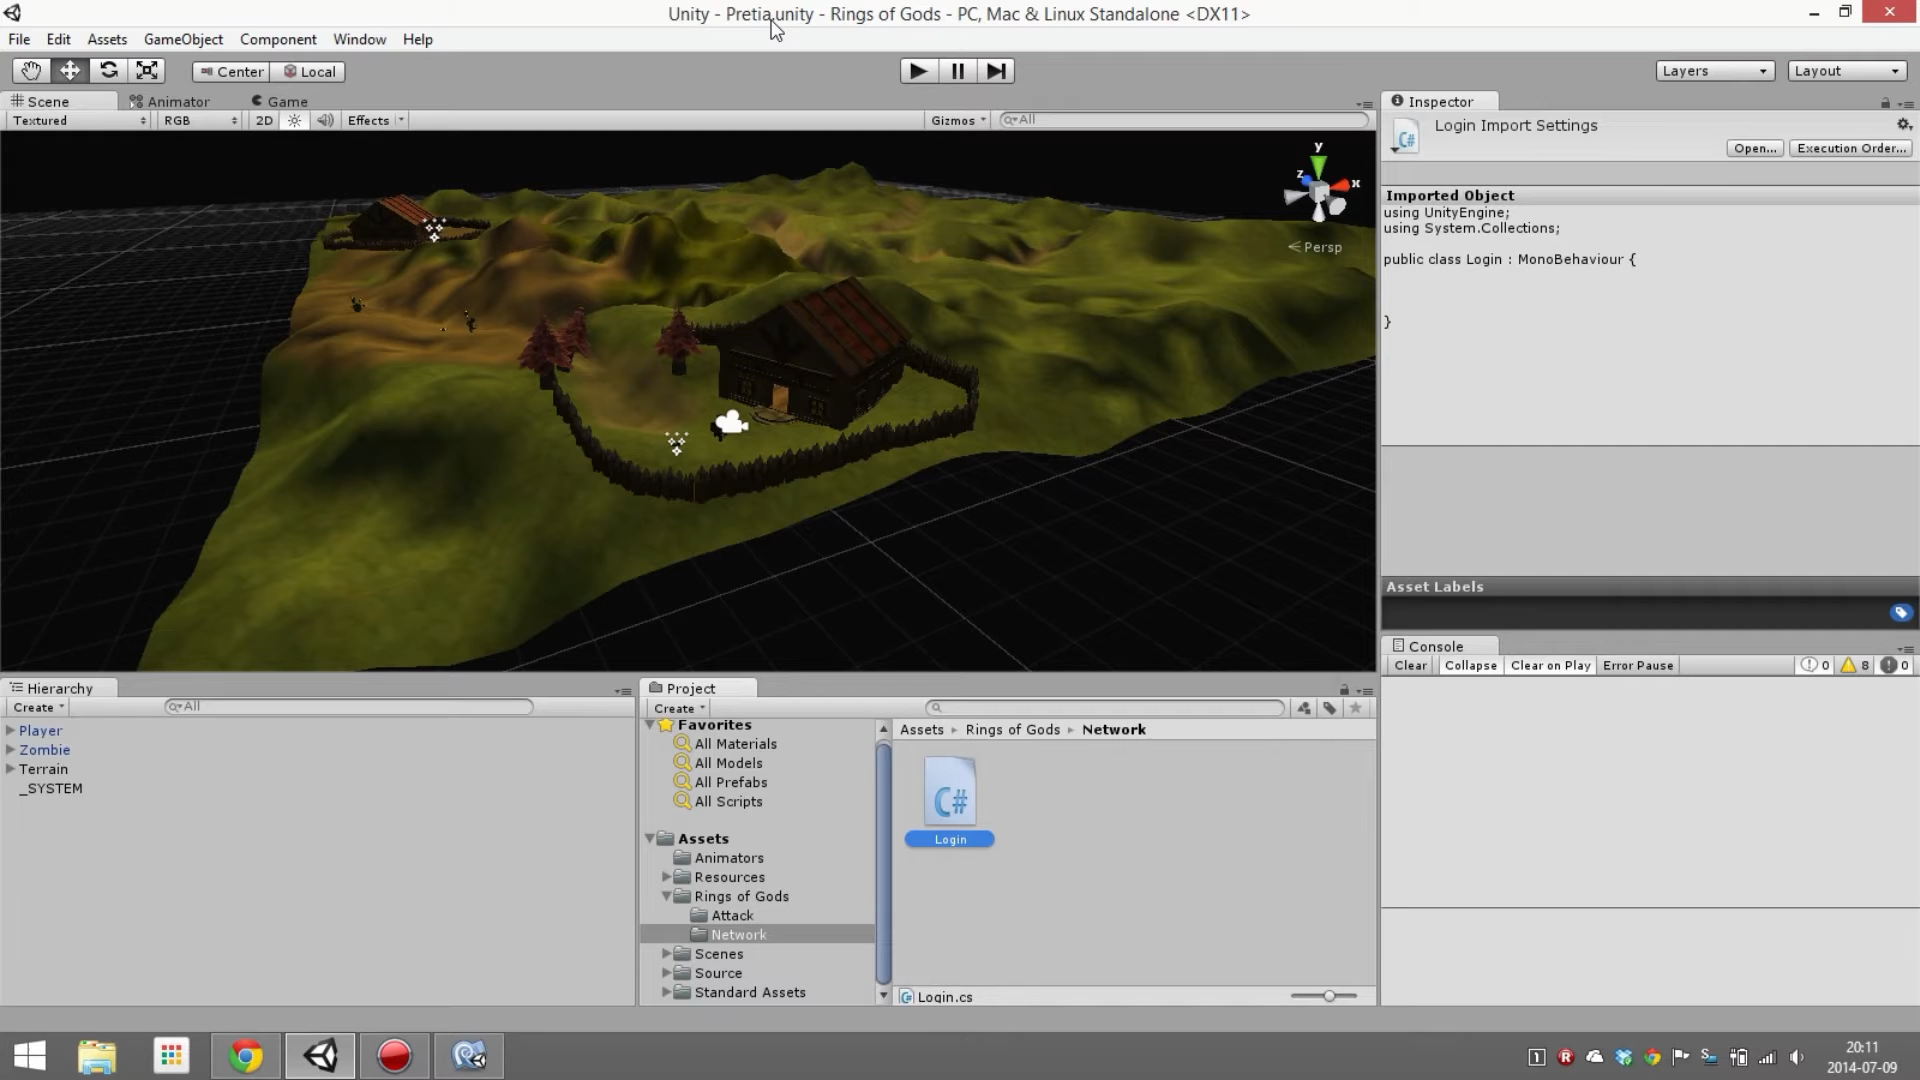 Unity - Pretia.unity - Rings of Gods - PC, Mac & Linux Standalone <DX11>
File Edit Assets GameObject Component Window Help
Center Local
Layers Layout
Scene Animator Game
Textured RGB 2D Effects Gizmos All
y
z x
Persp
Inspector
Login Import Settings
C#
Open... Execution Order...
Imported Object
using UnityEngine;
using System.Collections;
public class Login : MonoBehaviour {
}
Asset Labels
Console
Clear Collapse Clear on Play Error Pause 0 8 0
Hierarchy
Create All
Player
Zombie
Terrain
_SYSTEM
Project
Create
Favorites
All Materials
All Models
All Prefabs
All Scripts
Assets
Animators
Resources
Rings of Gods
Attack
Network
Scenes
Source
Standard Assets
Assets Rings of Gods Network
C#
Login
Login.cs
20:11
2014-07-09